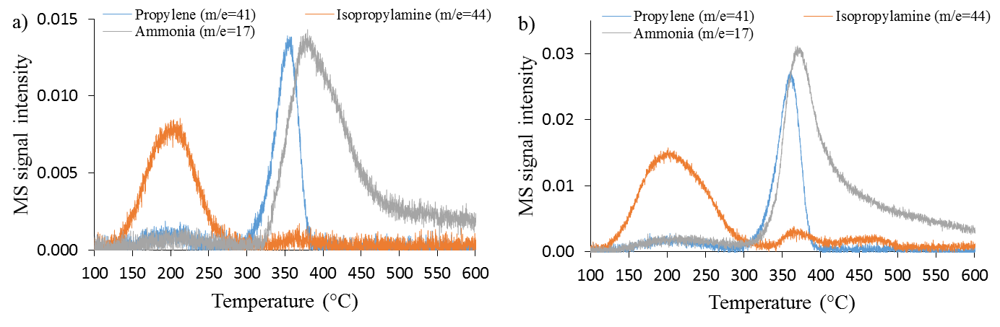 a)
Propylene (m/e=41) Isopropylamine (m/e=44)
Ammonia (m/e=17)
MS signal intensity
0.015
0.010
0.005
0.000
100 150 200 250 300 350 400 450 500 550 600
Temperature (°C)
b)
Propylene (m/e=41) Isopropylamine (m/e=44)
Ammonia (m/e=17)
MS signal intensity
0.03
0.02
0.01
0.00
100 150 200 250 300 350 400 450 500 550 600
Temperature (°C)